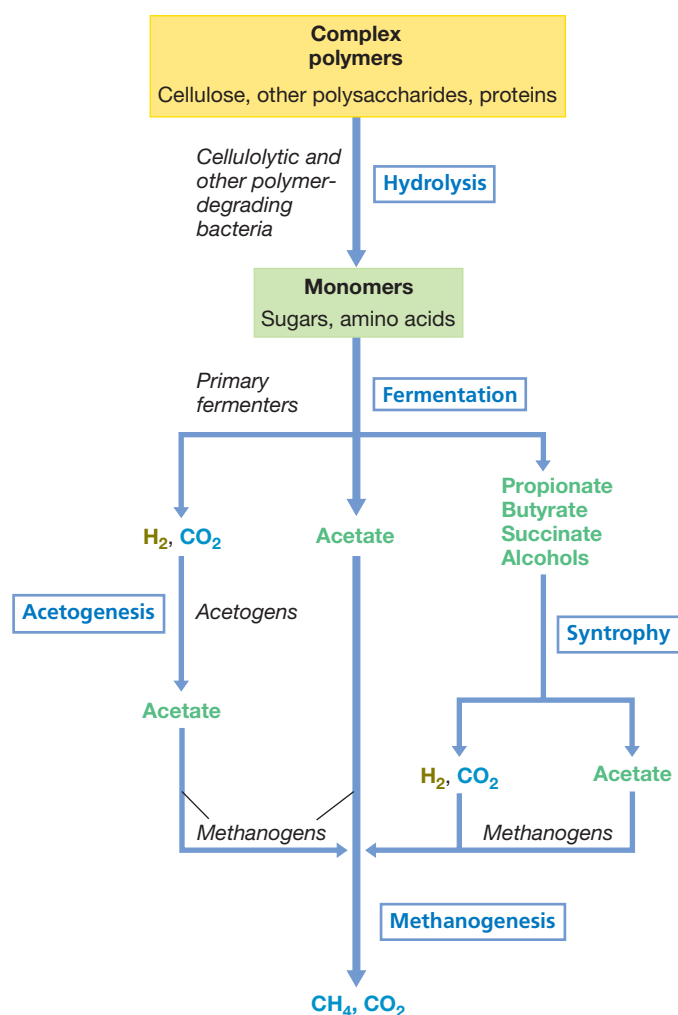 Complex
polymers
Cellulose, other polysaccharides, proteins
Cellulolytic and
other polymer-
degrading
bacteria
Hydrolysis
Monomers
Sugars, amino acids
Primary
fermenters
Fermentation
H₂, CO₂
Acetate
Propionate
Butyrate
Succinate
Alcohols
Acetogenesis
Acetogens
Syntrophy
Acetate
H₂, CO₂
Acetate
Methanogens
Methanogens
Methanogenesis
CH₄, CO₂